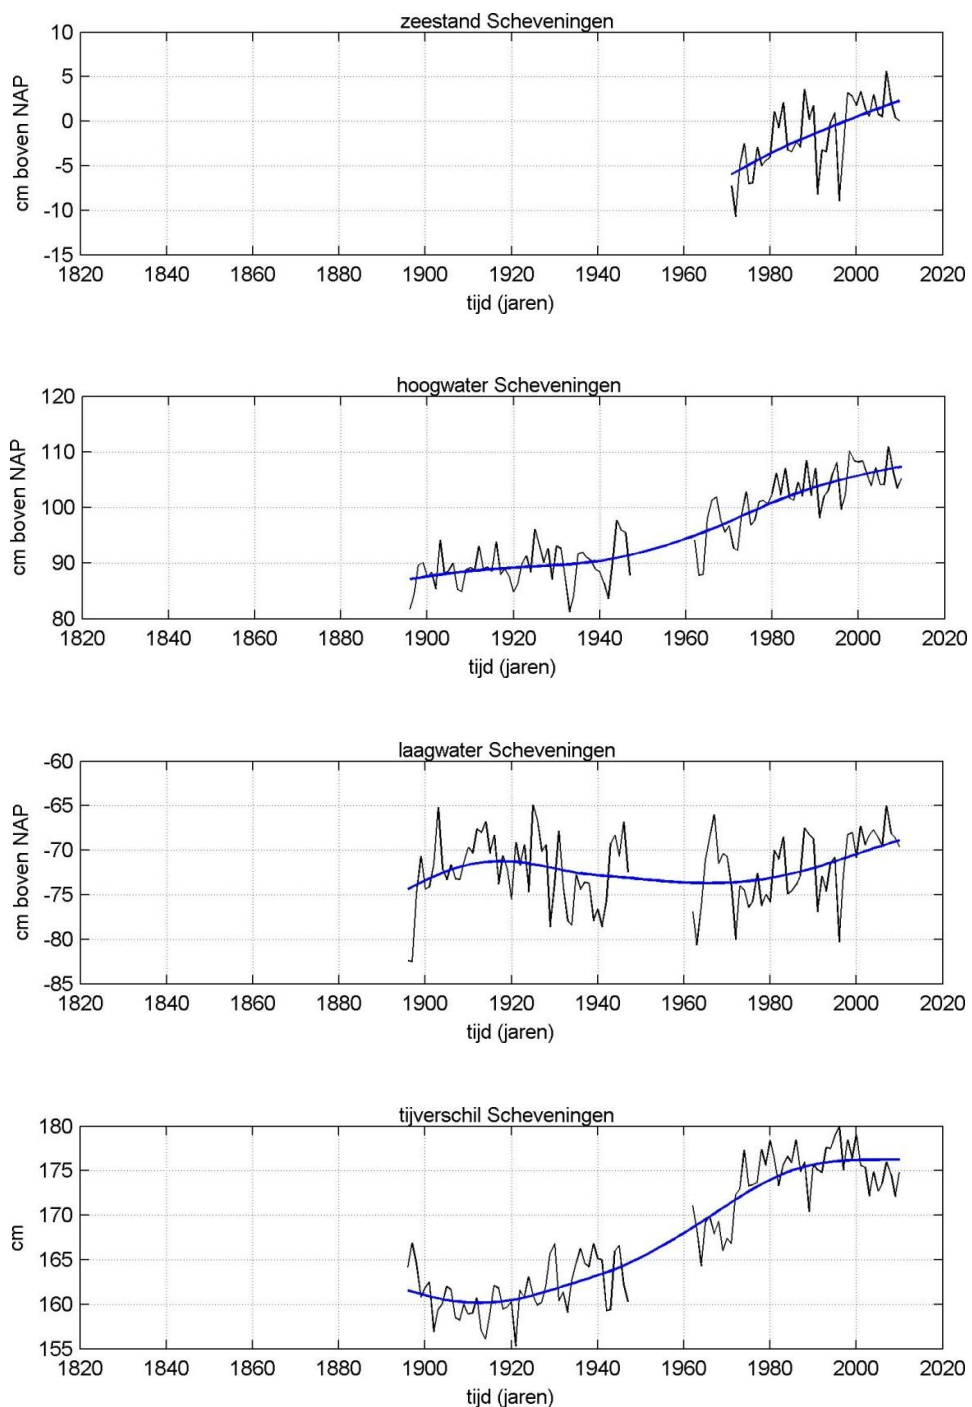 zeestand Scheveningen
10
5
0
-5
-10
-15
cm boven NAP
1820 1840 1860 1880 1900 1920 1940 1960 1980 2000 2020
tijd (jaren)
hoogwater Scheveningen
120
110
100
90
80
cm boven NAP
1820 1840 1860 1880 1900 1920 1940 1960 1980 2000 2020
tijd (jaren)
laagwater Scheveningen
-60
-65
-70
-75
-80
-85
cm boven NAP
1820 1840 1860 1880 1900 1920 1940 1960 1980 2000 2020
tijd (jaren)
tijverschil Scheveningen
180
175
170
165
160
155
cm
1820 1840 1860 1880 1900 1920 1940 1960 1980 2000 2020
tijd (jaren)